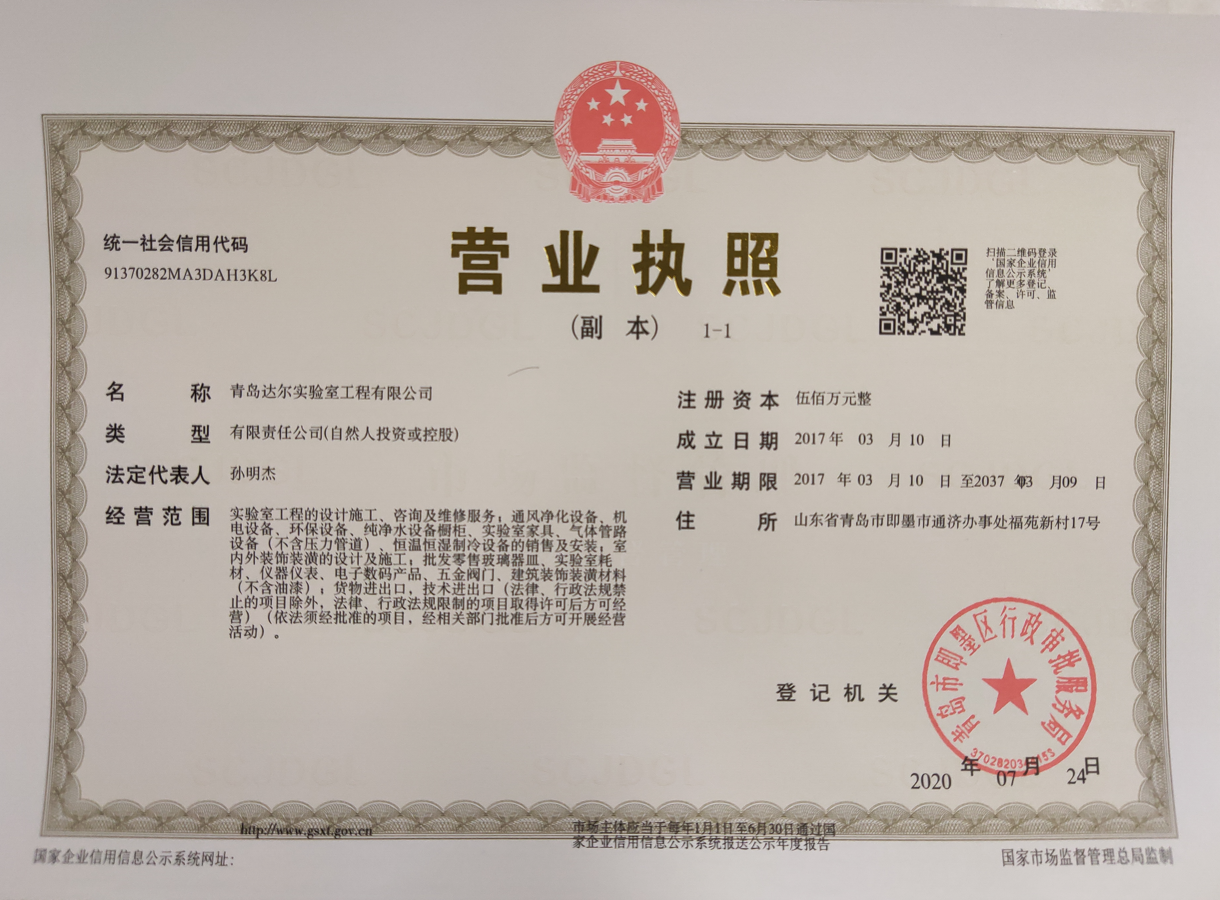 统一社会信用代码
91370282MA3DAH3K8L
营业执照
(副 本) 1-1
扫描二维码登录
'国家企业信用
信息公示系统'
了解更多登记、
备案、许可、监
管信息
名 称 青岛达尔实验室工程有限公司
类 型 有限责任公司(自然人投资或控股)
法定代表人 孙明杰
经营范围 实验室工程的设计施工、咨询及维修服务；通风净化设备、机
电设备、环保设备、纯净水设备橱柜、实验室家具、气体管路
设备（不含压力管道）、恒温恒湿制冷设备的销售及安装；室
内外装饰装潢的设计及施工；批发零售玻璃器皿、实验室耗
材、仪器仪表、电子数码产品、五金阀门、建筑装饰装潢材料
（不含油漆）；货物进出口，技术进出口（法律、行政法规禁
止的项目除外，法律、行政法规限制的项目取得许可后方可经
营）（依法须经批准的项目，经相关部门批准后方可开展经营
活动）。
注册资本 伍佰万元整
成立日期 2017 年 03 月 10 日
营业期限 2017 年 03 月 10 日 至2037 年 03 月 09 日
住 所 山东省青岛市即墨市通济办事处福苑新村17号
登记机关
青岛市即墨区行政审批服务局
2020 年 07 月 24 日
http://www.gsxt.gov.cn
国家企业信用信息公示系统网址：
市场主体应当于每年1月1日至6月30日通过国
家企业信用信息公示系统报送公示年度报告
国家市场监督管理总局监制